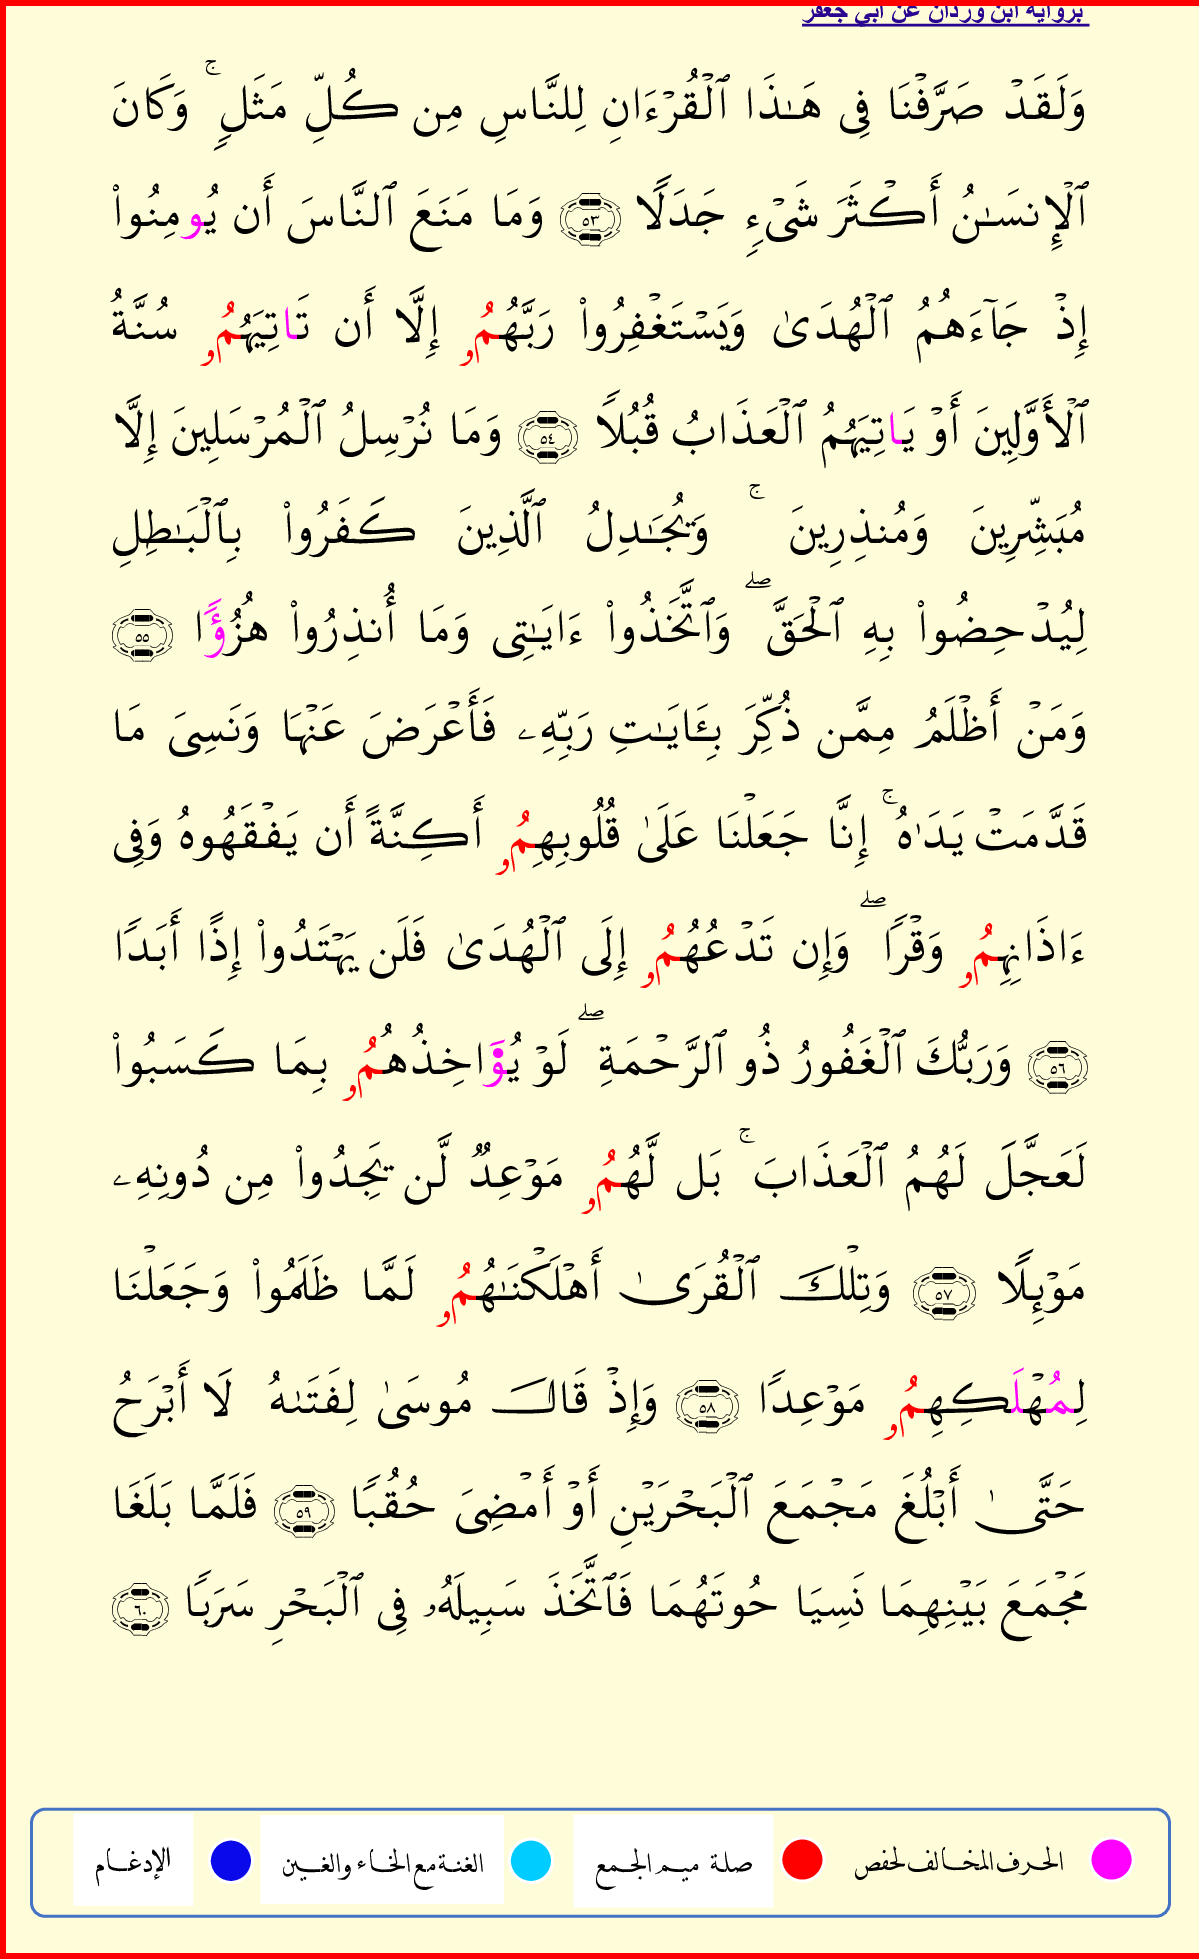 برواية ابن وردان عن أبي جعفر
وَلَقَدۡ صَرَّفۡنَا فِي هَٰذَا ٱلۡقُرۡءَانِ لِلنَّاسِ مِن كُلِّ مَثَلٖۚ وَكَانَ
ٱلۡإِنسَٰنُ أَكۡثَرَ شَيۡءٖ جَدَلٗا ٥٣ وَمَا مَنَعَ ٱلنَّاسَ أَن يُومِنُواْ
إِذۡ جَآءَهُمُ ٱلۡهُدَىٰ وَيَسۡتَغۡفِرُواْ رَبَّهُمُۥ إِلَّا أَن تَاتِيَهُمُۥ سُنَّةُ
ٱلۡأَوَّلِينَ أَوۡ يَاتِيَهُمُ ٱلۡعَذَابُ قُبُلٗا ٥٤ وَمَا نُرۡسِلُ ٱلۡمُرۡسَلِينَ إِلَّا
مُبَشِّرِينَ وَمُنذِرِينَۚ وَيُجَٰدِلُ ٱلَّذِينَ كَفَرُواْ بِٱلۡبَٰطِلِ
لِيُدۡحِضُواْ بِهِ ٱلۡحَقَّۖ وَٱتَّخَذُواْ ءَايَٰتِي وَمَا أُنذِرُواْ هُزُؤٗا ٥٥
وَمَنۡ أَظۡلَمُ مِمَّن ذُكِّرَ بِـَٔايَٰتِ رَبِّهِۦ فَأَعۡرَضَ عَنۡهَا وَنَسِيَ مَا
قَدَّمَتۡ يَدَاهُۚ إِنَّا جَعَلۡنَا عَلَىٰ قُلُوبِهِمُۥ أَكِنَّةً أَن يَفۡقَهُوهُ وَفِي
ءَاذَانِهِمُۥ وَقۡرٗاۖ وَإِن تَدۡعُهُمُۥ إِلَى ٱلۡهُدَىٰ فَلَن يَهۡتَدُواْ إِذًا أَبَدٗا
٥٦ وَرَبُّكَ ٱلۡغَفُورُ ذُو ٱلرَّحۡمَةِۖ لَوۡ يُؤَاخِذُهُمُۥ بِمَا كَسَبُواْ
لَعَجَّلَ لَهُمُ ٱلۡعَذَابَۚ بَل لَّهُمُۥ مَوۡعِدٞ لَّن يَجِدُواْ مِن دُونِهِۦ
مَوۡئِلٗا ٥٧ وَتِلۡكَ ٱلۡقُرَىٰ أَهۡلَكۡنَٰهُمُۥ لَمَّا ظَلَمُواْ وَجَعَلۡنَا
لِمُهۡلَكِهِمُۥ مَوۡعِدٗا ٥٨ وَإِذۡ قَالَ مُوسَىٰ لِفَتَىٰهُ لَا أَبۡرَحُ
حَتَّىٰ أَبۡلُغَ مَجۡمَعَ ٱلۡبَحۡرَيۡنِ أَوۡ أَمۡضِيَ حُقُبٗا ٥٩ فَلَمَّا بَلَغَا
مَجۡمَعَ بَيۡنِهِمَا نَسِيَا حُوتَهُمَا فَٱتَّخَذَ سَبِيلَهُۥ فِي ٱلۡبَحۡرِ سَرَبٗا ٦٠
الحرف المخالف لحفص صلة ميم الجمع الغنة مع الخاء والغين الإدغام